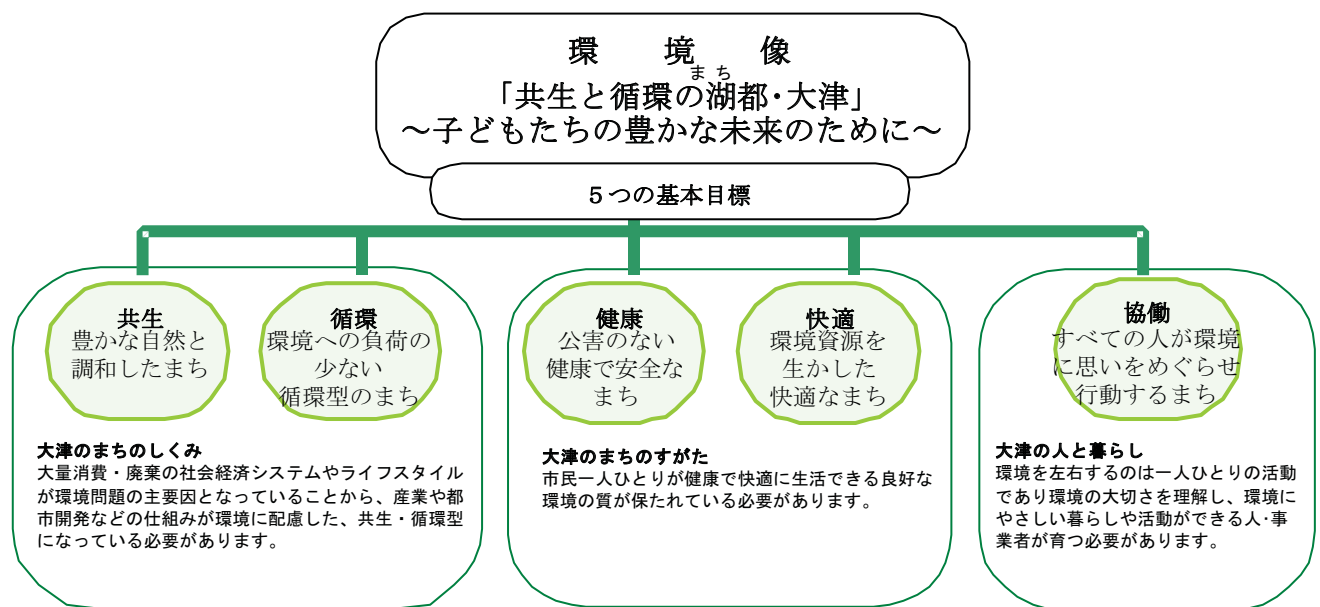 環 境 像
まち
「共生と循環の湖都・大津」
～子どもたちの豊かな未来のために～
５つの基本目標
共生
豊かな自然と
調和したまち
循環
環境への負荷の
少ない
循環型のまち
大津のまちのしくみ
大量消費・廃棄の社会経済システムやライフスタイル
が環境問題の主要因となっていることから、産業や都
市開発などの仕組みが環境に配慮した、共生・循環型
になっている必要があります。
健康
公害のない
健康で安全な
まち
快適
環境資源を
生かした
快適なまち
大津のまちのすがた
市民一人ひとりが健康で快適に生活できる良好な
環境の質が保たれている必要があります。
協働
すべての人が環境
に思いをめぐらせ
行動するまち
大津の人と暮らし
環境を左右するのは一人ひとりの活動
であり環境の大切さを理解し、環境に
やさしい暮らしや活動ができる人・事
業者が育つ必要があります。